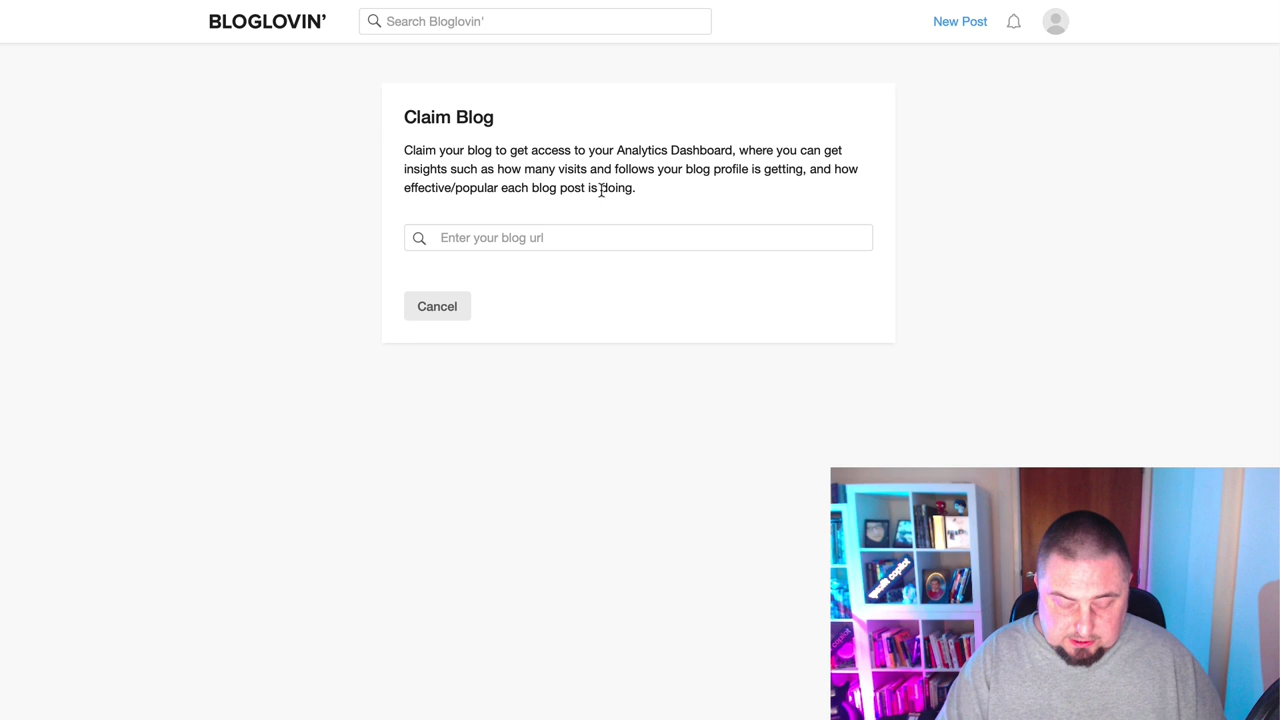 BLOGLOVIN’
Search Bloglovin'
New Post
Claim Blog
Claim your blog to get access to your Analytics Dashboard, where you can get
insights such as how many visits and follows your blog profile is getting, and how
effective/popular each blog post is doing.
Enter your blog url
Cancel
profit copilot